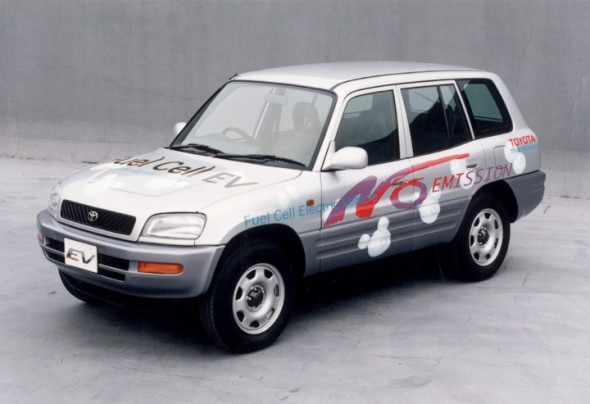 Fuel Cell EV
EV
Fuel Cell Electric
NO EMISSION
TOYOTA